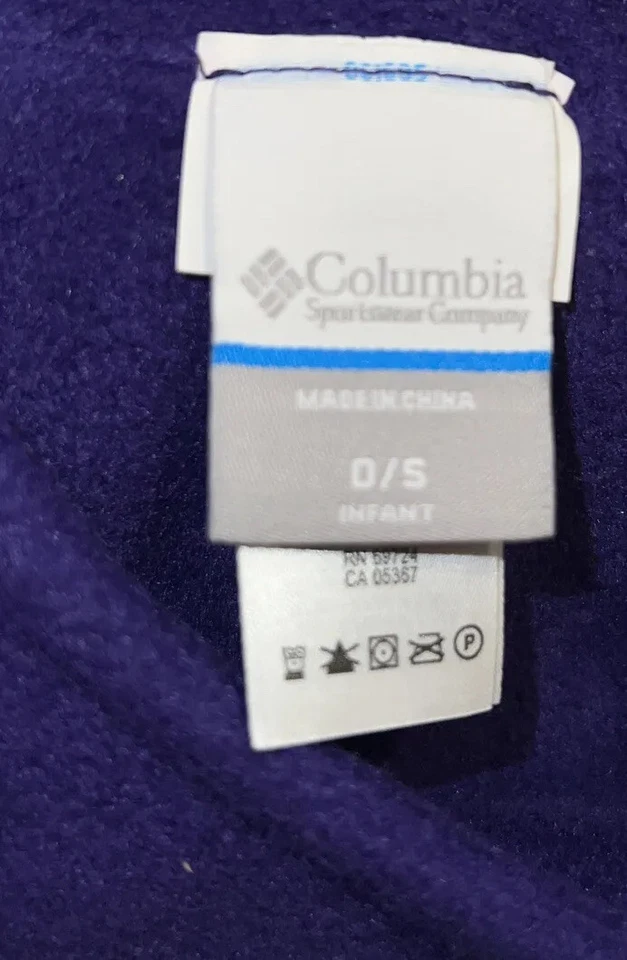 Columbia
Sportswear Company
MADE IN CHINA
O/S
INFANT
RN 69724
CA 05367
P